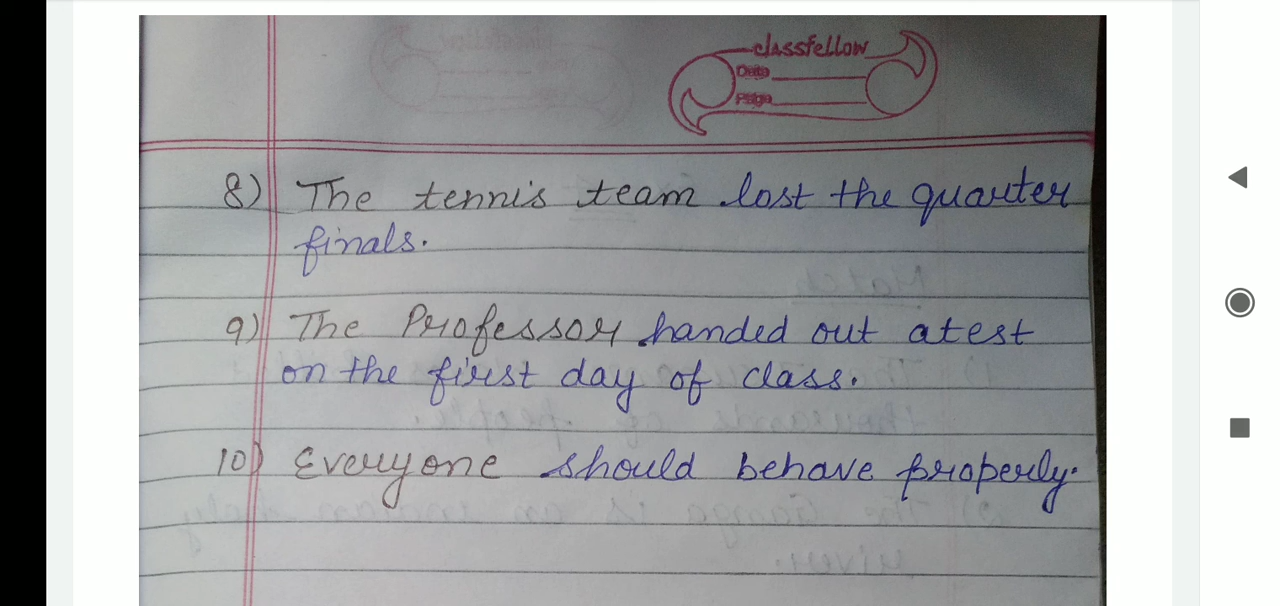 classfellow
Date
Page
8) The tennis team lost the quarter
finals.
9) The Professor handed out atest
on the first day of class.
10) Everyone should behave properly.